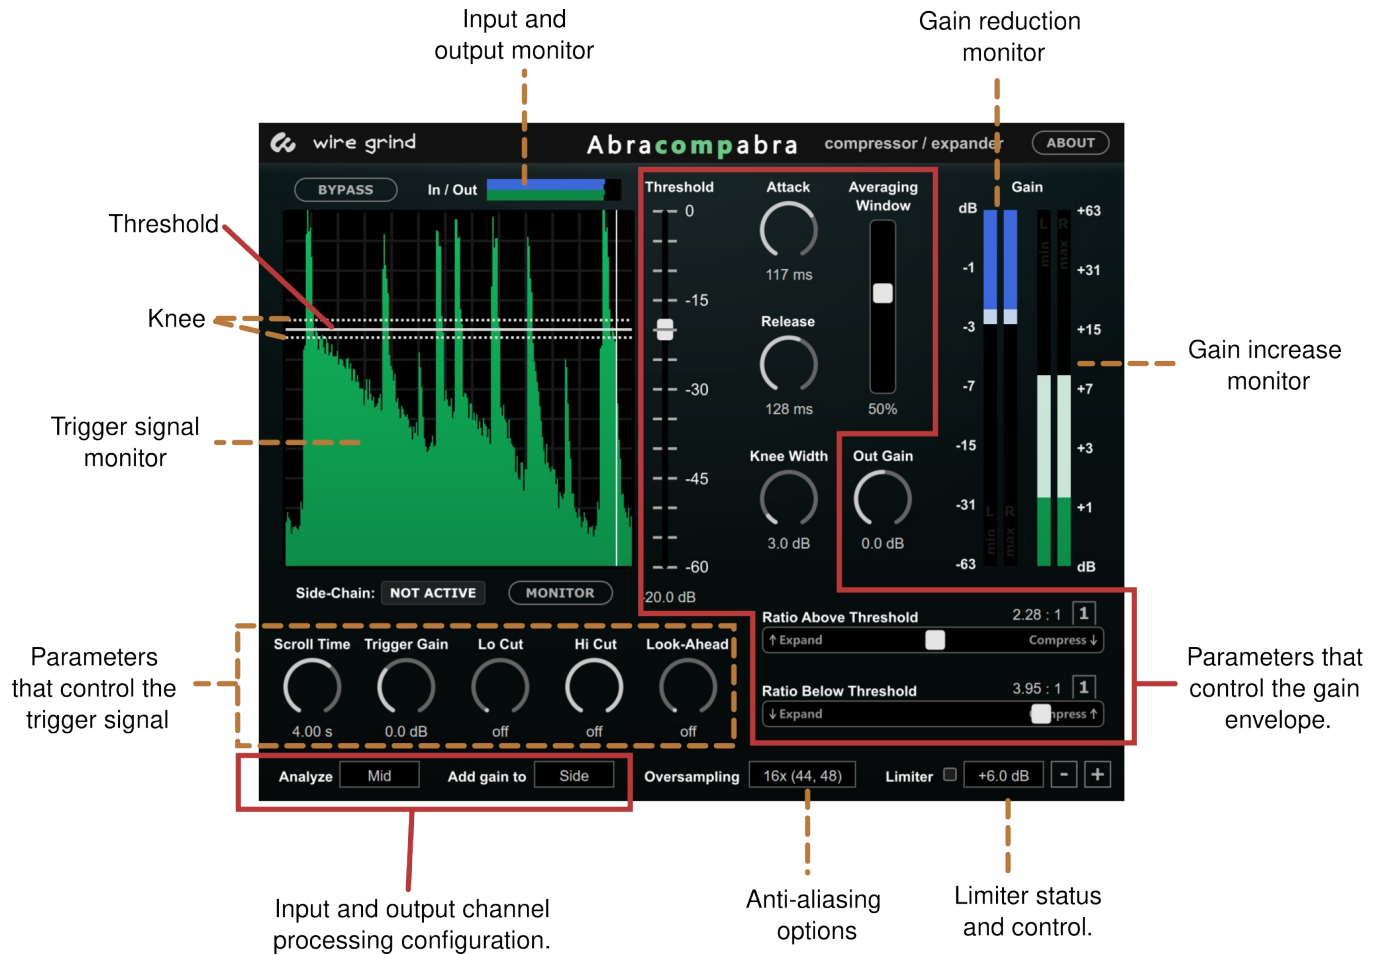 Input and
output monitor
Gain reduction
monitor
wire grind
Abracompabra
compressor / expander
ABOUT
BYPASS
In / Out
Threshold
Attack
Averaging
Window
Gain
Threshold
Knee
Trigger signal
monitor
0
-15
-30
-45
-60
-20.0 dB
117 ms
Release
128 ms
50%
Knee Width
3.0 dB
Out Gain
0.0 dB
dB
-1
-3
-7
-15
-31
-63
L
min
R
max
L
min
R
max
+63
+31
+15
+7
+3
+1
dB
Gain increase
monitor
Side-Chain:
NOT ACTIVE
MONITOR
Ratio Above Threshold
2.28 : 1
1
↑ Expand
Compress ↓
Ratio Below Threshold
3.95 : 1
1
↓ Expand
press ↑
Parameters that
control the gain
envelope.
Parameters
that control the
trigger signal
Scroll Time
Trigger Gain
Lo Cut
Hi Cut
Look-Ahead
4.00 s
0.0 dB
off
off
off
Analyze
Mid
Add gain to
Side
Oversampling
16x (44, 48)
Limiter
+6.0 dB
-
+
Input and output channel
processing configuration.
Anti-aliasing
options
Limiter status
and control.